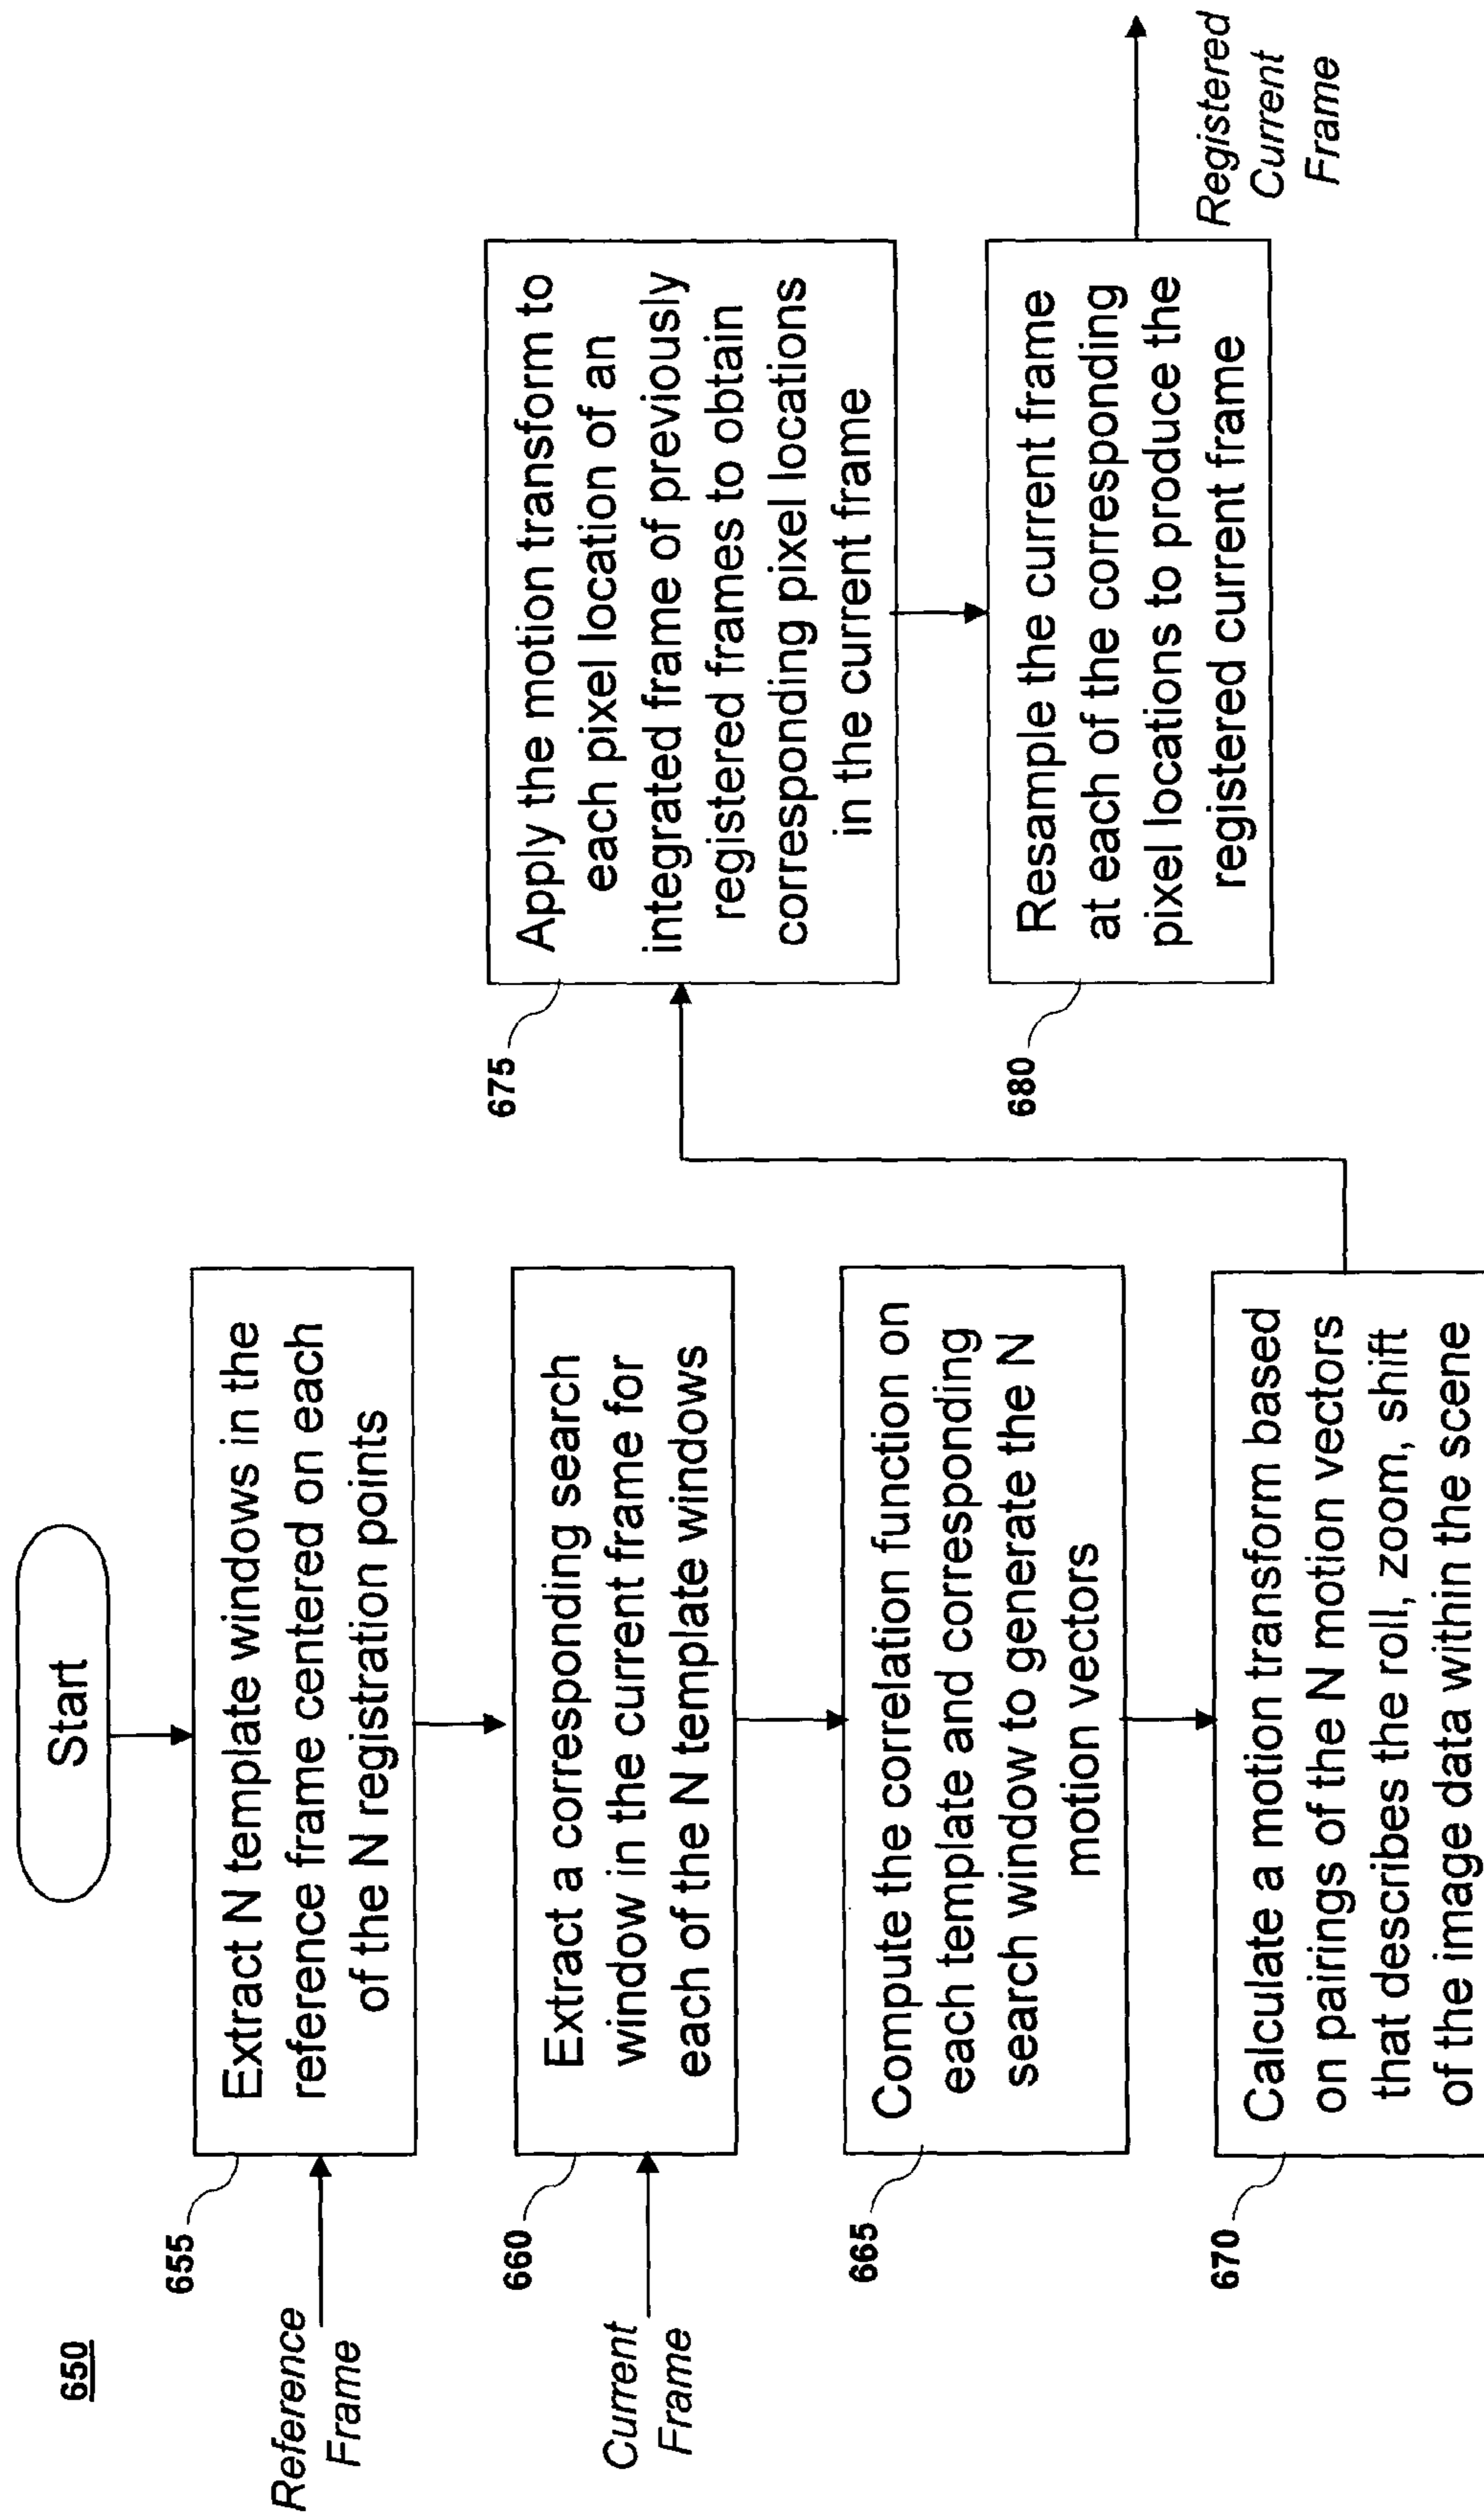 650
Start
655
Reference
Frame
Extract N template windows in the
reference frame centered on each
of the N registration points
660
Current
Frame
Extract a corresponding search
window in the current frame for
each of the N template windows
665
Compute the correlation function on
each template and corresponding
search window to generate the N
motion vectors
670
Calculate a motion transform based
on pairings of the N motion vectors
that describes the roll, zoom, shift
of the image data within the scene
675
Apply the motion transform to
each pixel location of an
integrated frame of previously
registered frames to obtain
corresponding pixel locations
in the current frame
680
Resample the current frame
at each of the corresponding
pixel locations to produce the
registered current frame
Registered
Current
Frame